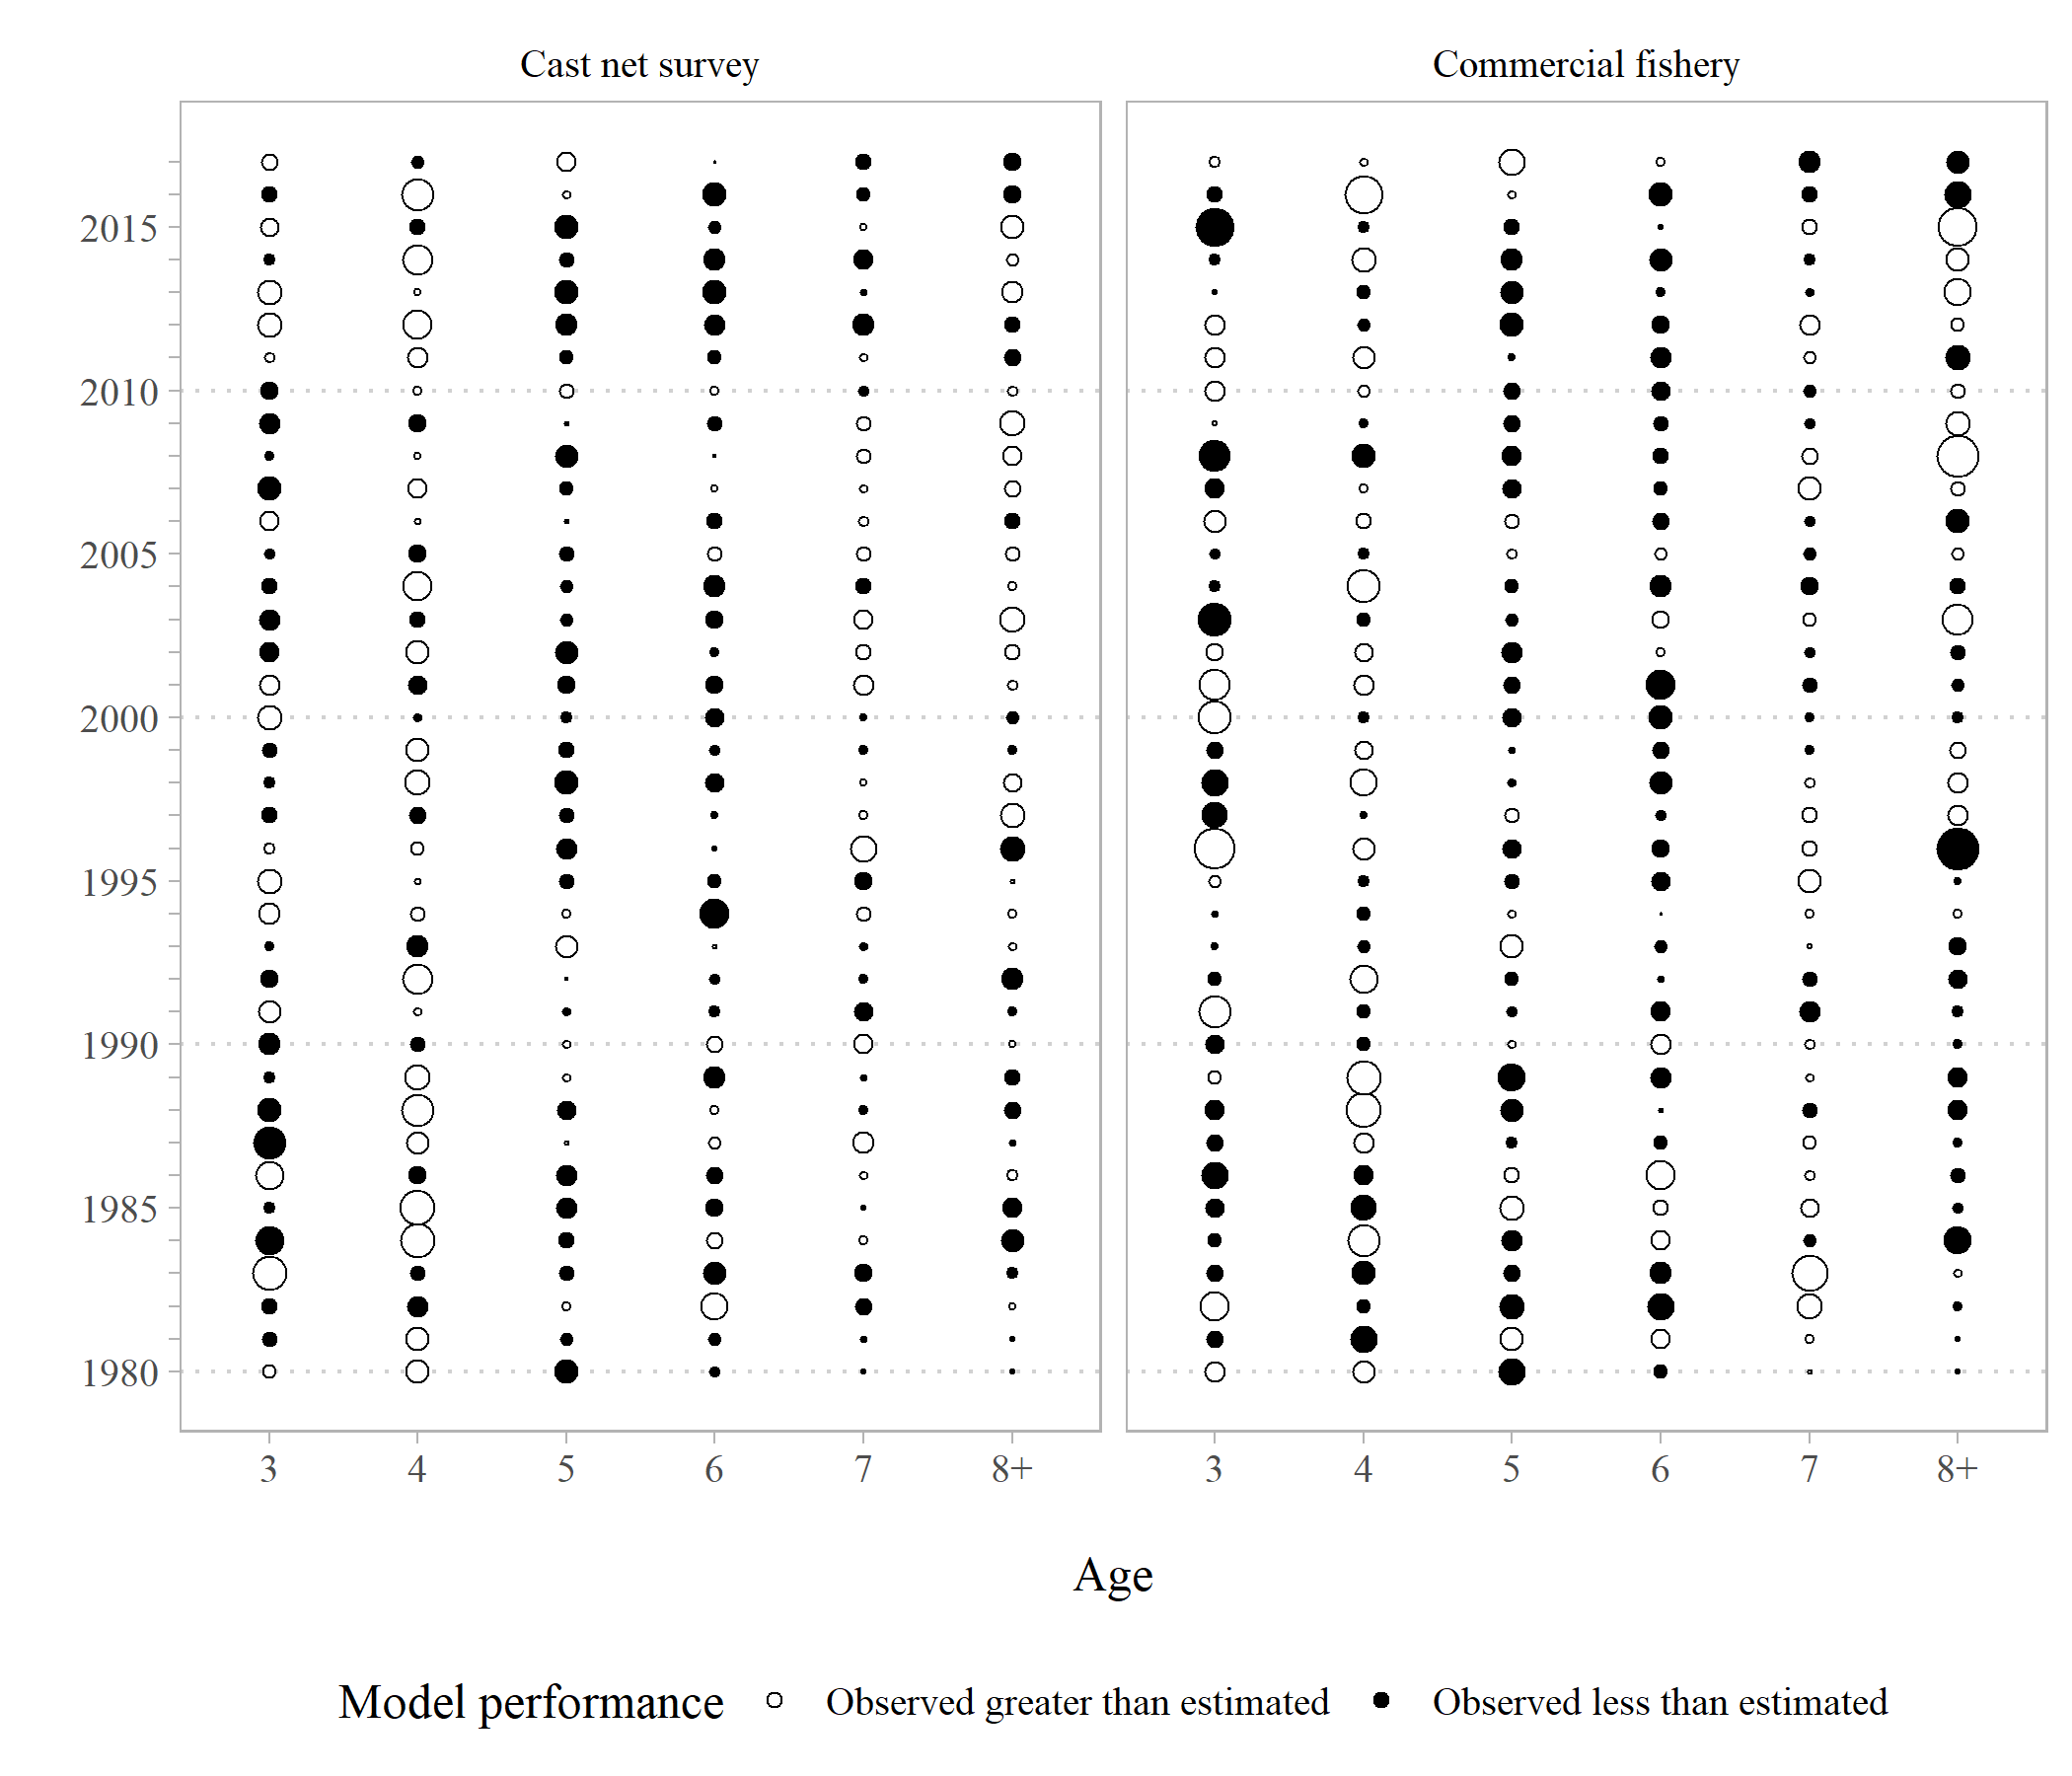 Cast net survey Commercial fishery
2015
2010
2005
2000
1995
1990
1985
1980
3 4 5 6 7 8+ 3 4 5 6 7 8+
Age
Model performance Observed greater than estimated Observed less than estimated